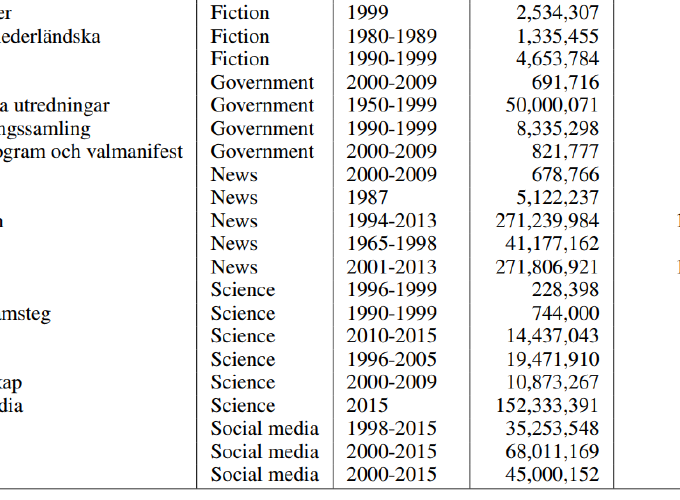 er Fiction 1999 2,534,307
nederländska Fiction 1980-1989 1,335,455
Fiction 1990-1999 4,653,784
Government 2000-2009 691,716
a utredningar Government 1950-1999 50,000,071
ngssamling Government 1990-1999 8,335,298
ogram och valmanifest Government 2000-2009 821,777
News 2000-2009 678,766
News 1987 5,122,237
n News 1994-2013 271,239,984 1
News 1965-1998 41,177,162
News 2001-2013 271,806,921 1
Science 1996-1999 228,398
amsteg Science 1990-1999 744,000
Science 2010-2015 14,437,043
Science 1996-2005 19,471,910
kap Science 2000-2009 10,873,267
dia Science 2015 152,333,391
Social media 1998-2015 35,253,548
Social media 2000-2015 68,011,169
Social media 2000-2015 45,000,152